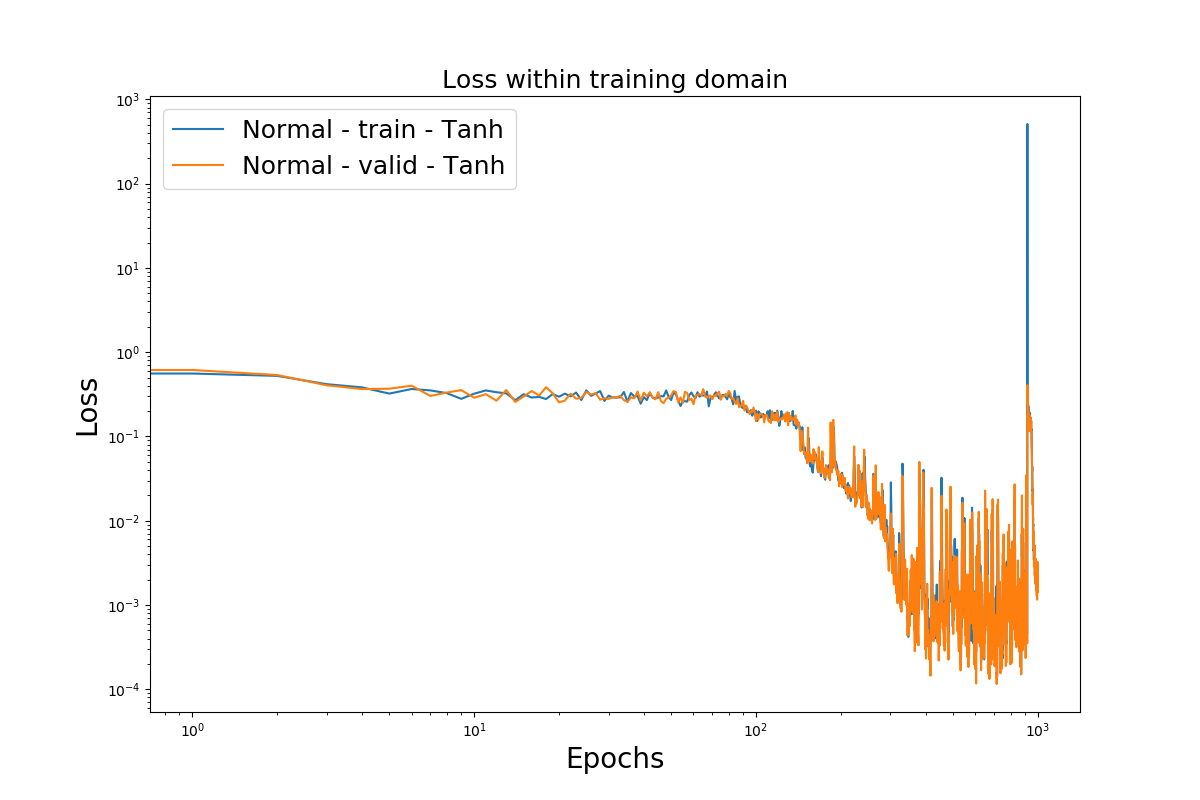 Loss within training domain
Normal - train - Tanh
Normal - valid - Tanh
Loss
10³
10²
10¹
10⁰
10⁻¹
10⁻²
10⁻³
10⁻⁴
10⁰ 10¹ 10² 10³
Epochs